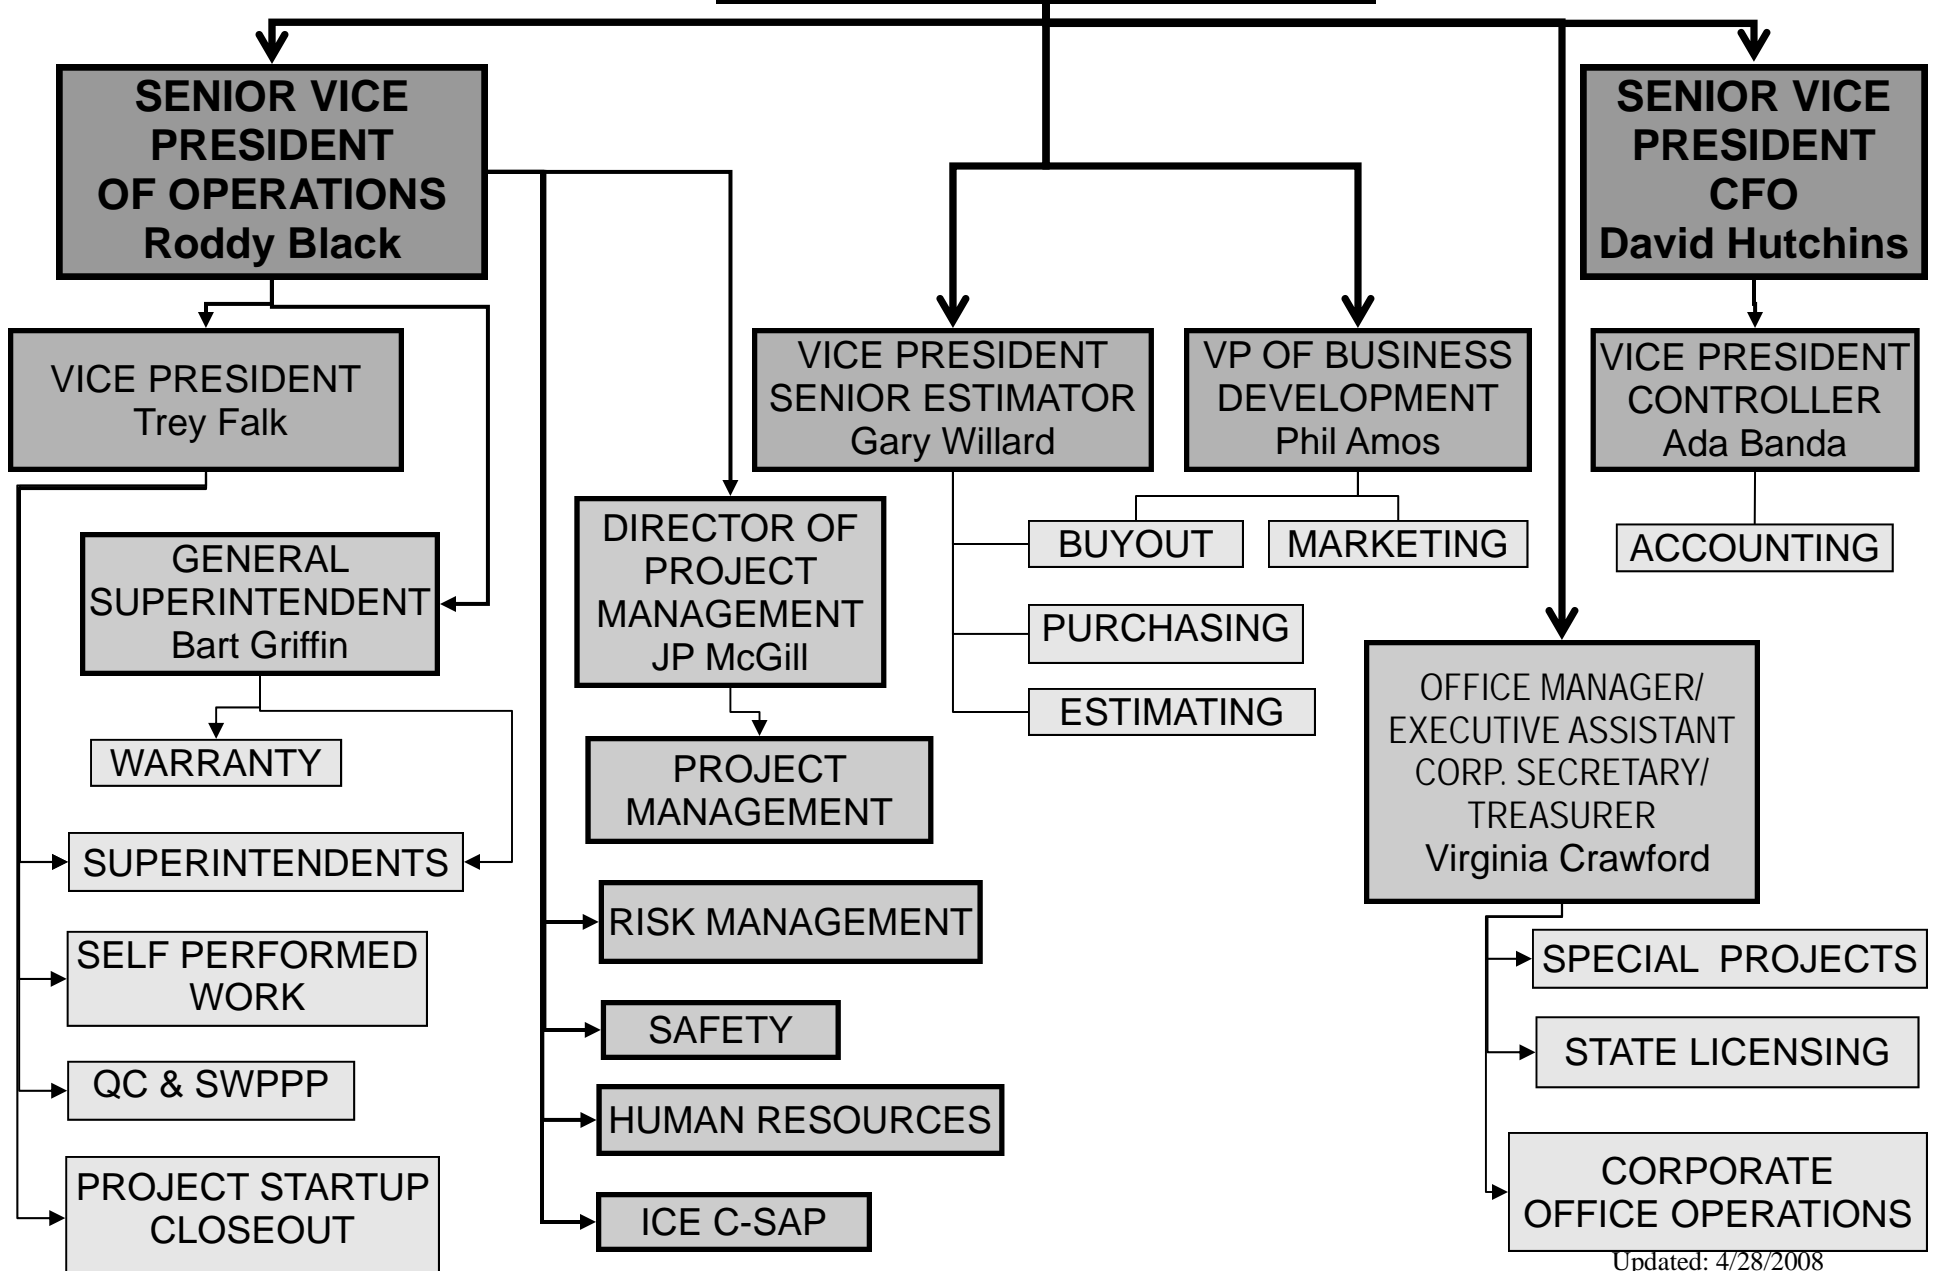 SENIOR VICE
PRESIDENT
OF OPERATIONS
Roddy Black
SENIOR VICE
PRESIDENT
CFO
David Hutchins
VICE PRESIDENT
Trey Falk
VICE PRESIDENT
SENIOR ESTIMATOR
Gary Willard
VP OF BUSINESS
DEVELOPMENT
Phil Amos
VICE PRESIDENT
CONTROLLER
Ada Banda
GENERAL
SUPERINTENDENT
Bart Griffin
DIRECTOR OF
PROJECT
MANAGEMENT
JP McGill
BUYOUT
MARKETING
ACCOUNTING
PURCHASING
ESTIMATING
OFFICE MANAGER/
EXECUTIVE ASSISTANT
CORP. SECRETARY/
TREASURER
Virginia Crawford
WARRANTY
PROJECT
MANAGEMENT
SUPERINTENDENTS
RISK MANAGEMENT
SELF PERFORMED
WORK
SPECIAL PROJECTS
SAFETY
STATE LICENSING
QC & SWPPP
HUMAN RESOURCES
PROJECT STARTUP
CLOSEOUT
ICE C-SAP
CORPORATE
OFFICE OPERATIONS
Updated: 4/28/2008